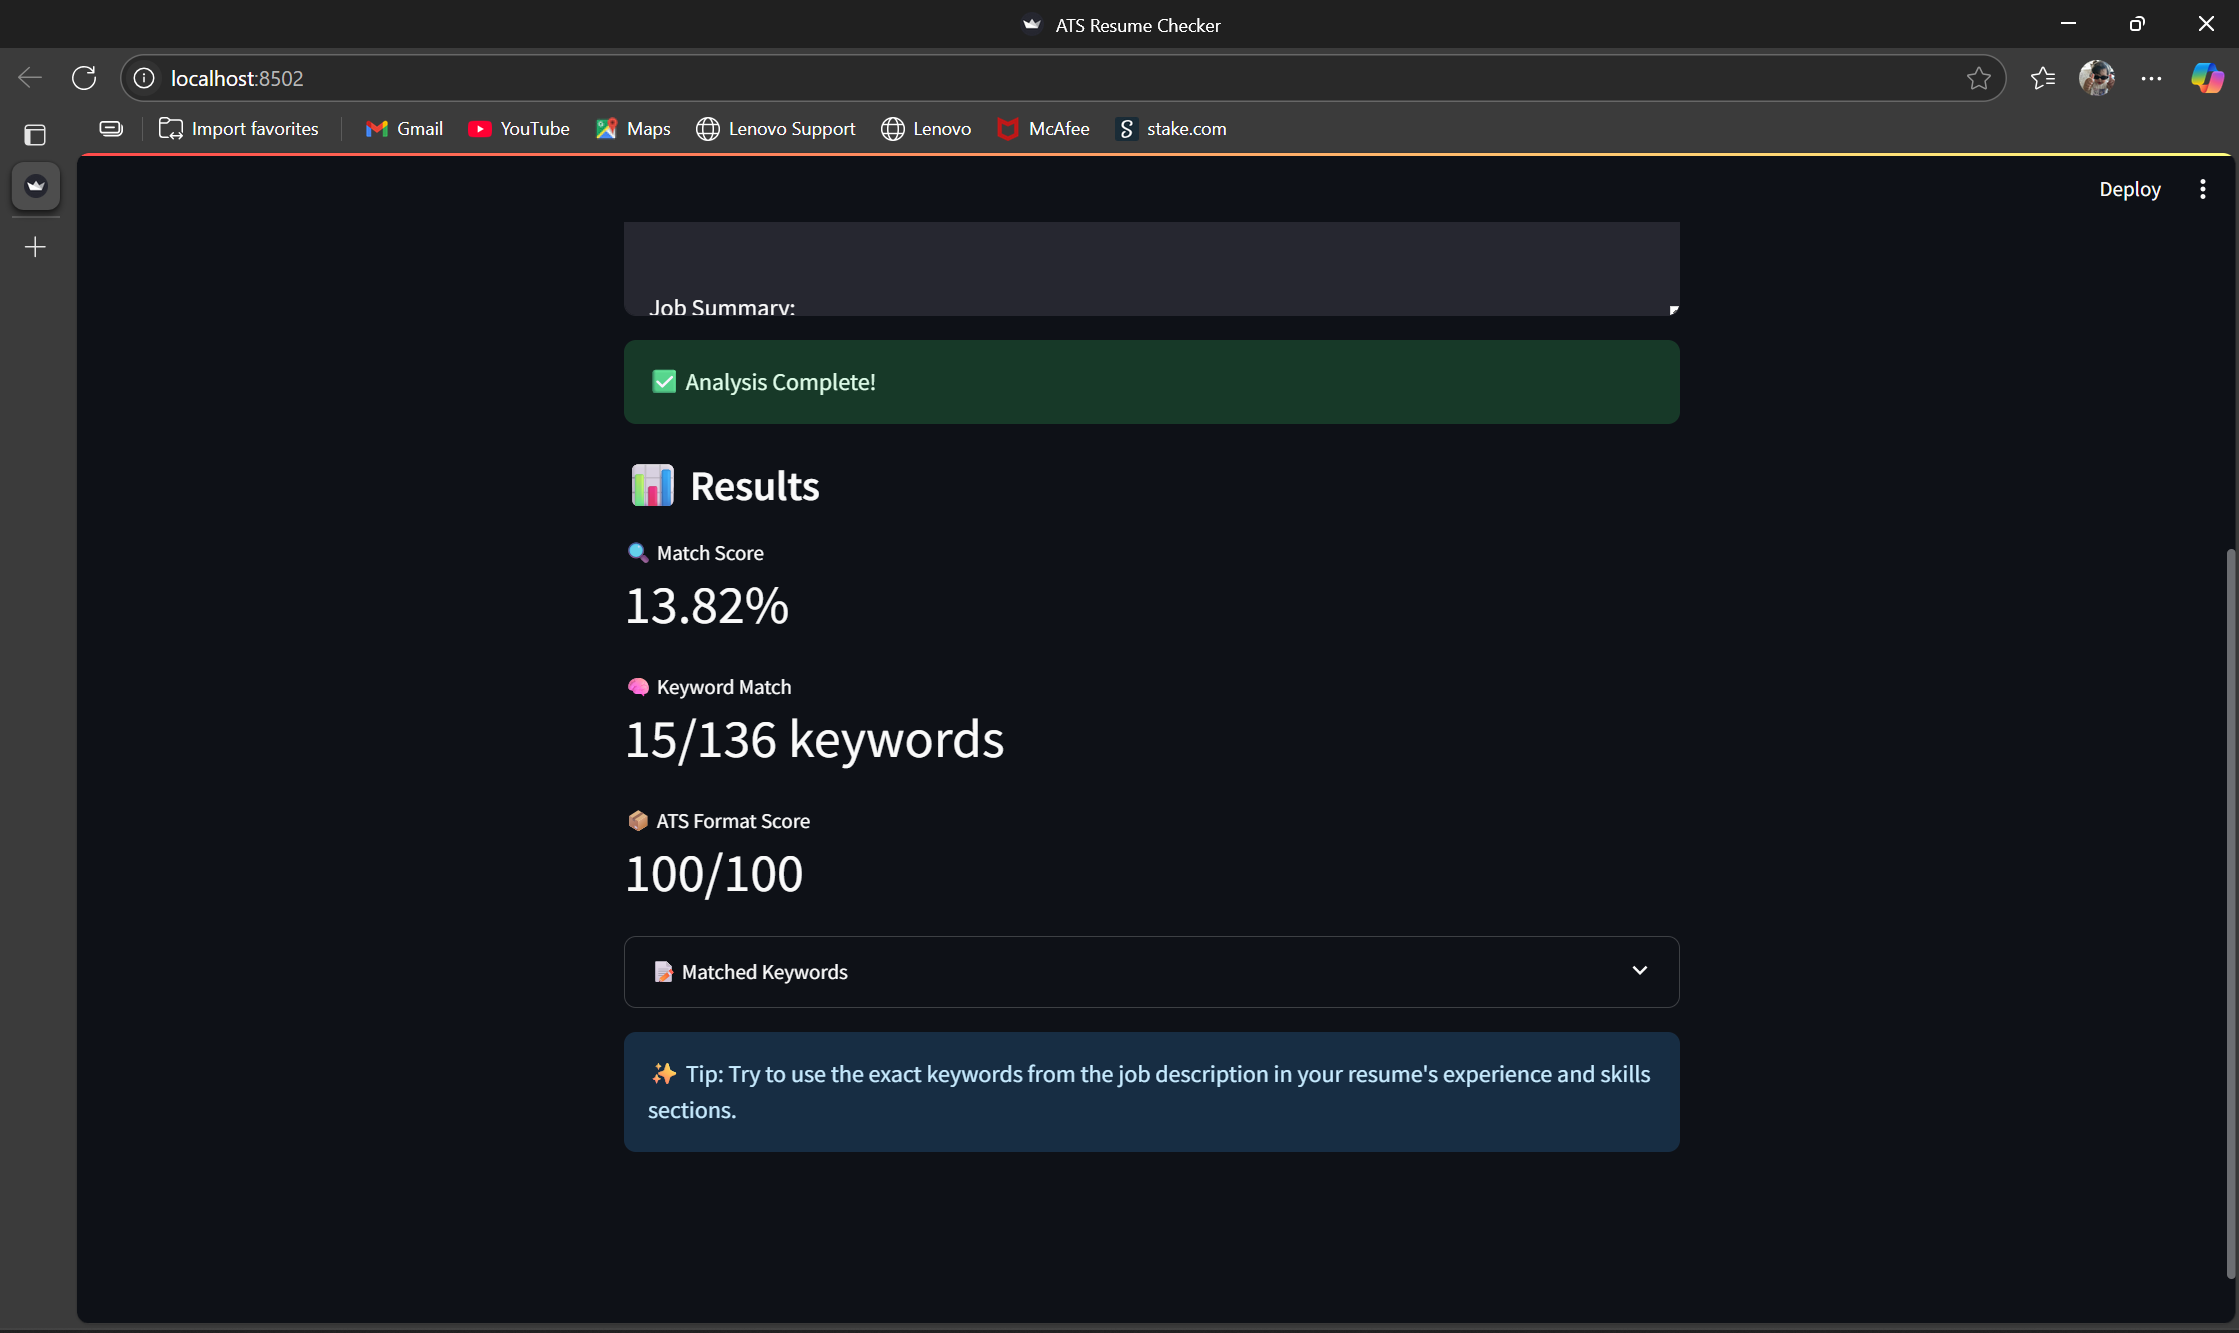 ATS Resume Checker
localhost:8502
Import favorites
Gmail
YouTube
Maps
Lenovo Support
Lenovo
McAfee
stake.com
Deploy
Job Summary:
✅ Analysis Complete!
📊 Results
🔍 Match Score
13.82%
🧠 Keyword Match
15/136 keywords
📦 ATS Format Score
100/100
📝 Matched Keywords
✨ Tip: Try to use the exact keywords from the job description in your resume's experience and skills
sections.